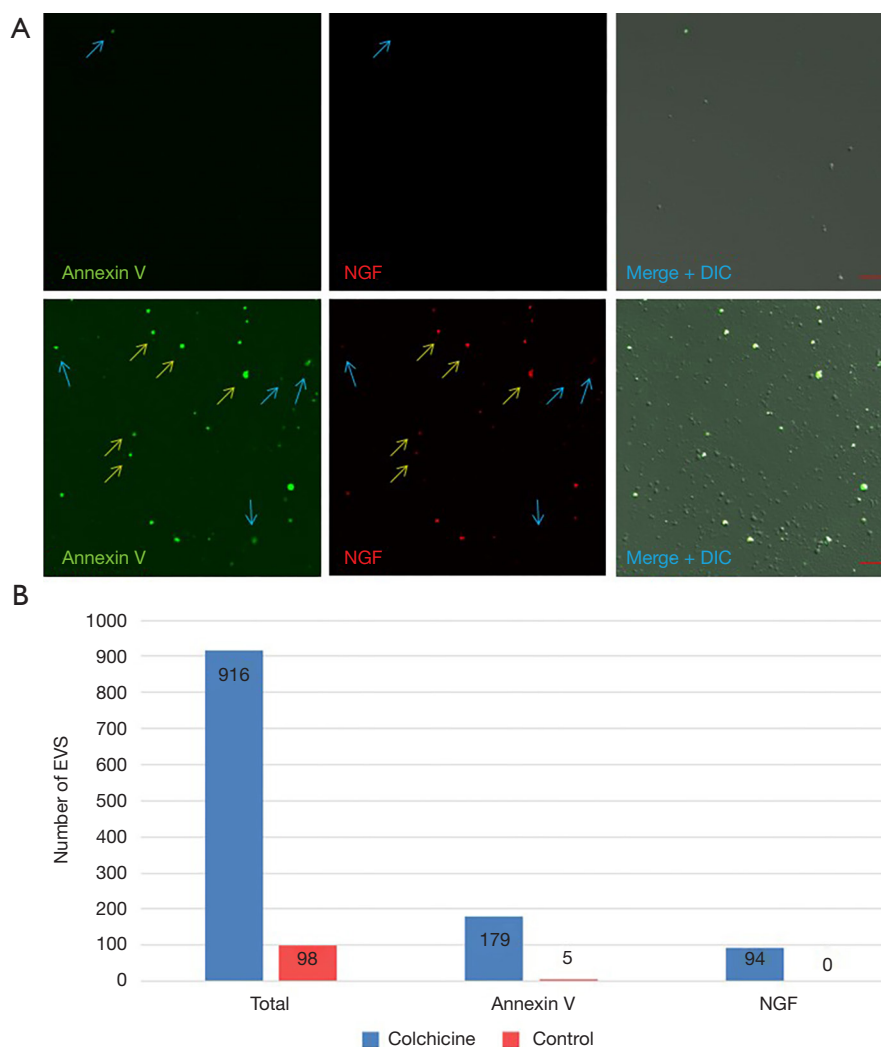 A
Annexin V
NGF
Merge + DIC
Annexin V
NGF
Merge + DIC
B
1000
900
800
700
600
500
400
300
200
100
0
Number of EVS
916
98
179
5
94
0
Total
Annexin V
NGF
Colchicine
Control